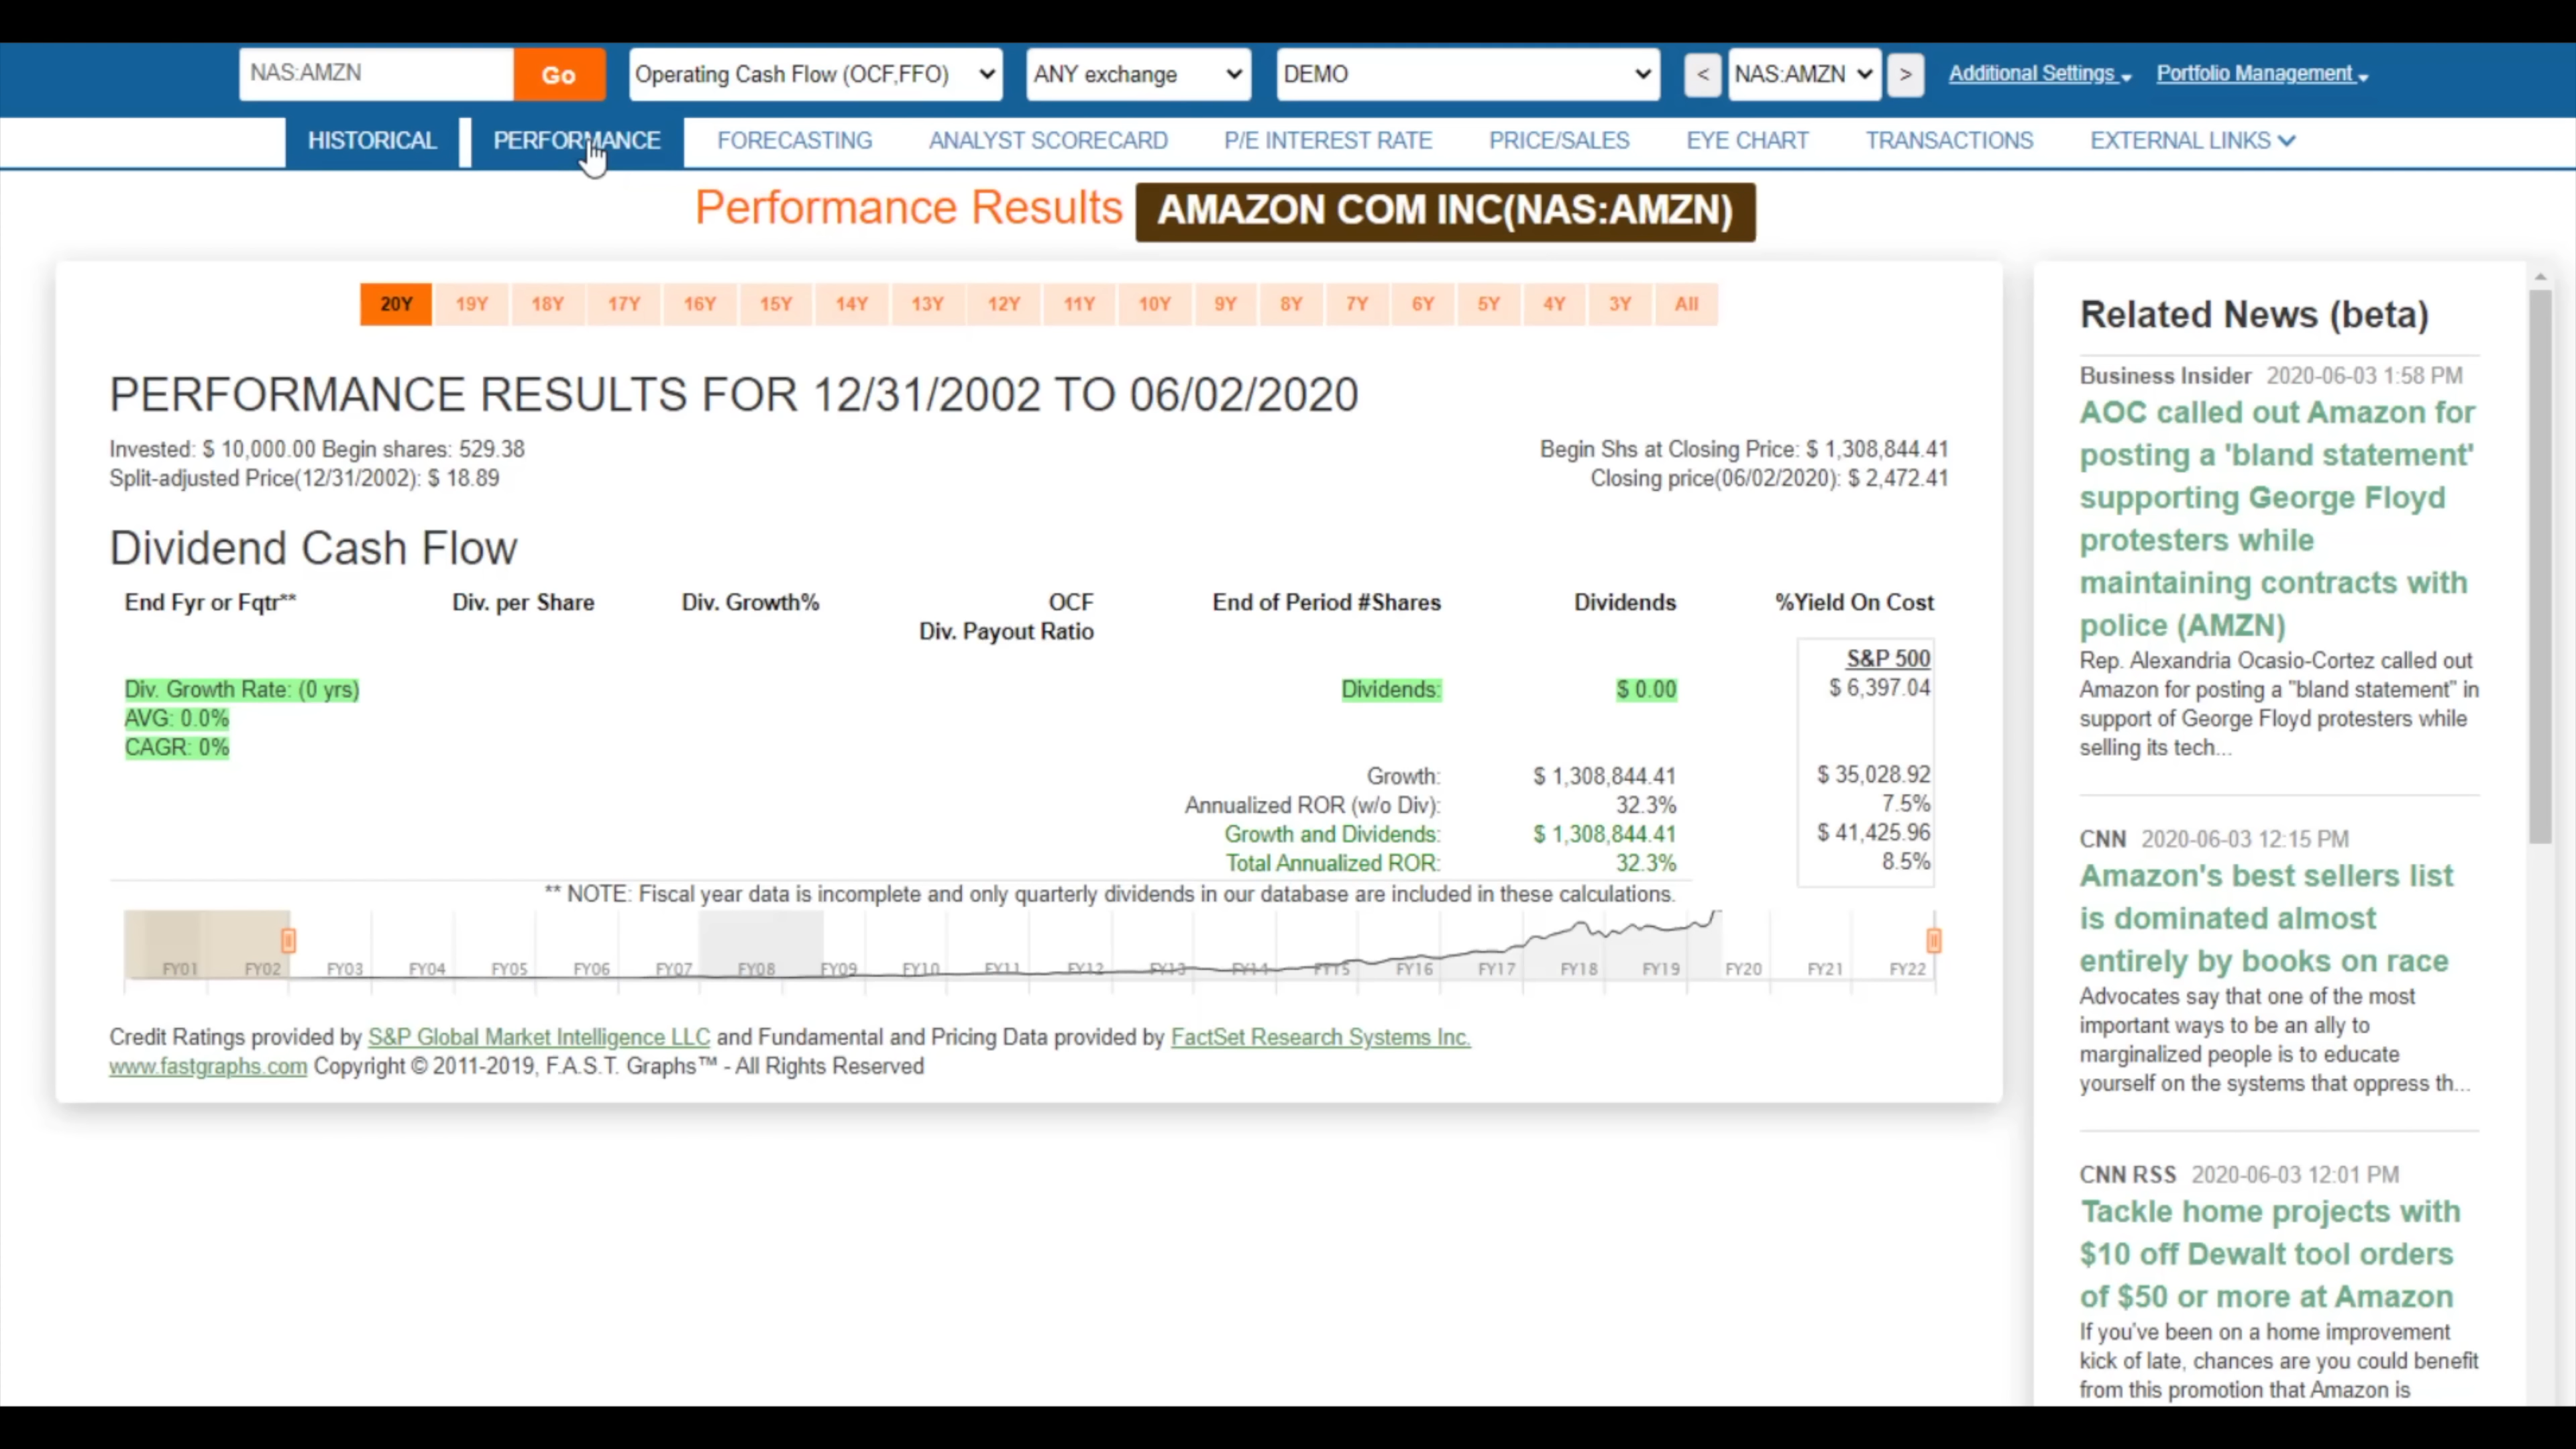 NAS:AMZN Go Operating Cash Flow (OCF,FFO) ANY exchange DEMO < NAS:AMZN > Additional Settings Portfolio Management
HISTORICAL PERFORMANCE FORECASTING ANALYST SCORECARD P/E INTEREST RATE PRICE/SALES EYE CHART TRANSACTIONS EXTERNAL LINKS
Performance Results AMAZON COM INC(NAS:AMZN)
20Y 19Y 18Y 17Y 16Y 15Y 14Y 13Y 12Y 11Y 10Y 9Y 8Y 7Y 6Y 5Y 4Y 3Y All
PERFORMANCE RESULTS FOR 12/31/2002 TO 06/02/2020
Invested: $ 10,000.00 Begin shares: 529.38 Begin Shs at Closing Price: $ 1,308,844.41
Split-adjusted Price(12/31/2002): $ 18.89 Closing price(06/02/2020): $ 2,472.41
Dividend Cash Flow
End Fyr or Fqtr** Div. per Share Div. Growth% OCF End of Period #Shares Dividends %Yield On Cost
Div. Payout Ratio
S&P 500
Div. Growth Rate: (0 yrs) Dividends: $ 0.00 $ 6,397.04
AVG: 0.0%
CAGR: 0%
Growth: $ 1,308,844.41 $ 35,028.92
Annualized ROR (w/o Div): 32.3% 7.5%
Growth and Dividends: $ 1,308,844.41 $ 41,425.96
Total Annualized ROR: 32.3% 8.5%
** NOTE: Fiscal year data is incomplete and only quarterly dividends in our database are included in these calculations.
FY01 FY02 FY03 FY04 FY05 FY06 FY07 FY08 FY09 FY10 FY11 FY12 FY13 FY14 FY15 FY16 FY17 FY18 FY19 FY20 FY21 FY22
Credit Ratings provided by S&P Global Market Intelligence LLC and Fundamental and Pricing Data provided by FactSet Research Systems Inc.
www.fastgraphs.com Copyright © 2011-2019, F.A.S.T. Graphs™ - All Rights Reserved
Related News (beta)
Business Insider 2020-06-03 1:58 PM
AOC called out Amazon for
posting a 'bland statement'
supporting George Floyd
protesters while
maintaining contracts with
police (AMZN)
Rep. Alexandria Ocasio-Cortez called out
Amazon for posting a "bland statement" in
support of George Floyd protesters while
selling its tech...
CNN 2020-06-03 12:15 PM
Amazon's best sellers list
is dominated almost
entirely by books on race
Advocates say that one of the most
important ways to be an ally to
marginalized people is to educate
yourself on the systems that oppress th...
CNN RSS 2020-06-03 12:01 PM
Tackle home projects with
$10 off Dewalt tool orders
of $50 or more at Amazon
If you've been on a home improvement
kick of late, chances are you could benefit
from this promotion that Amazon is